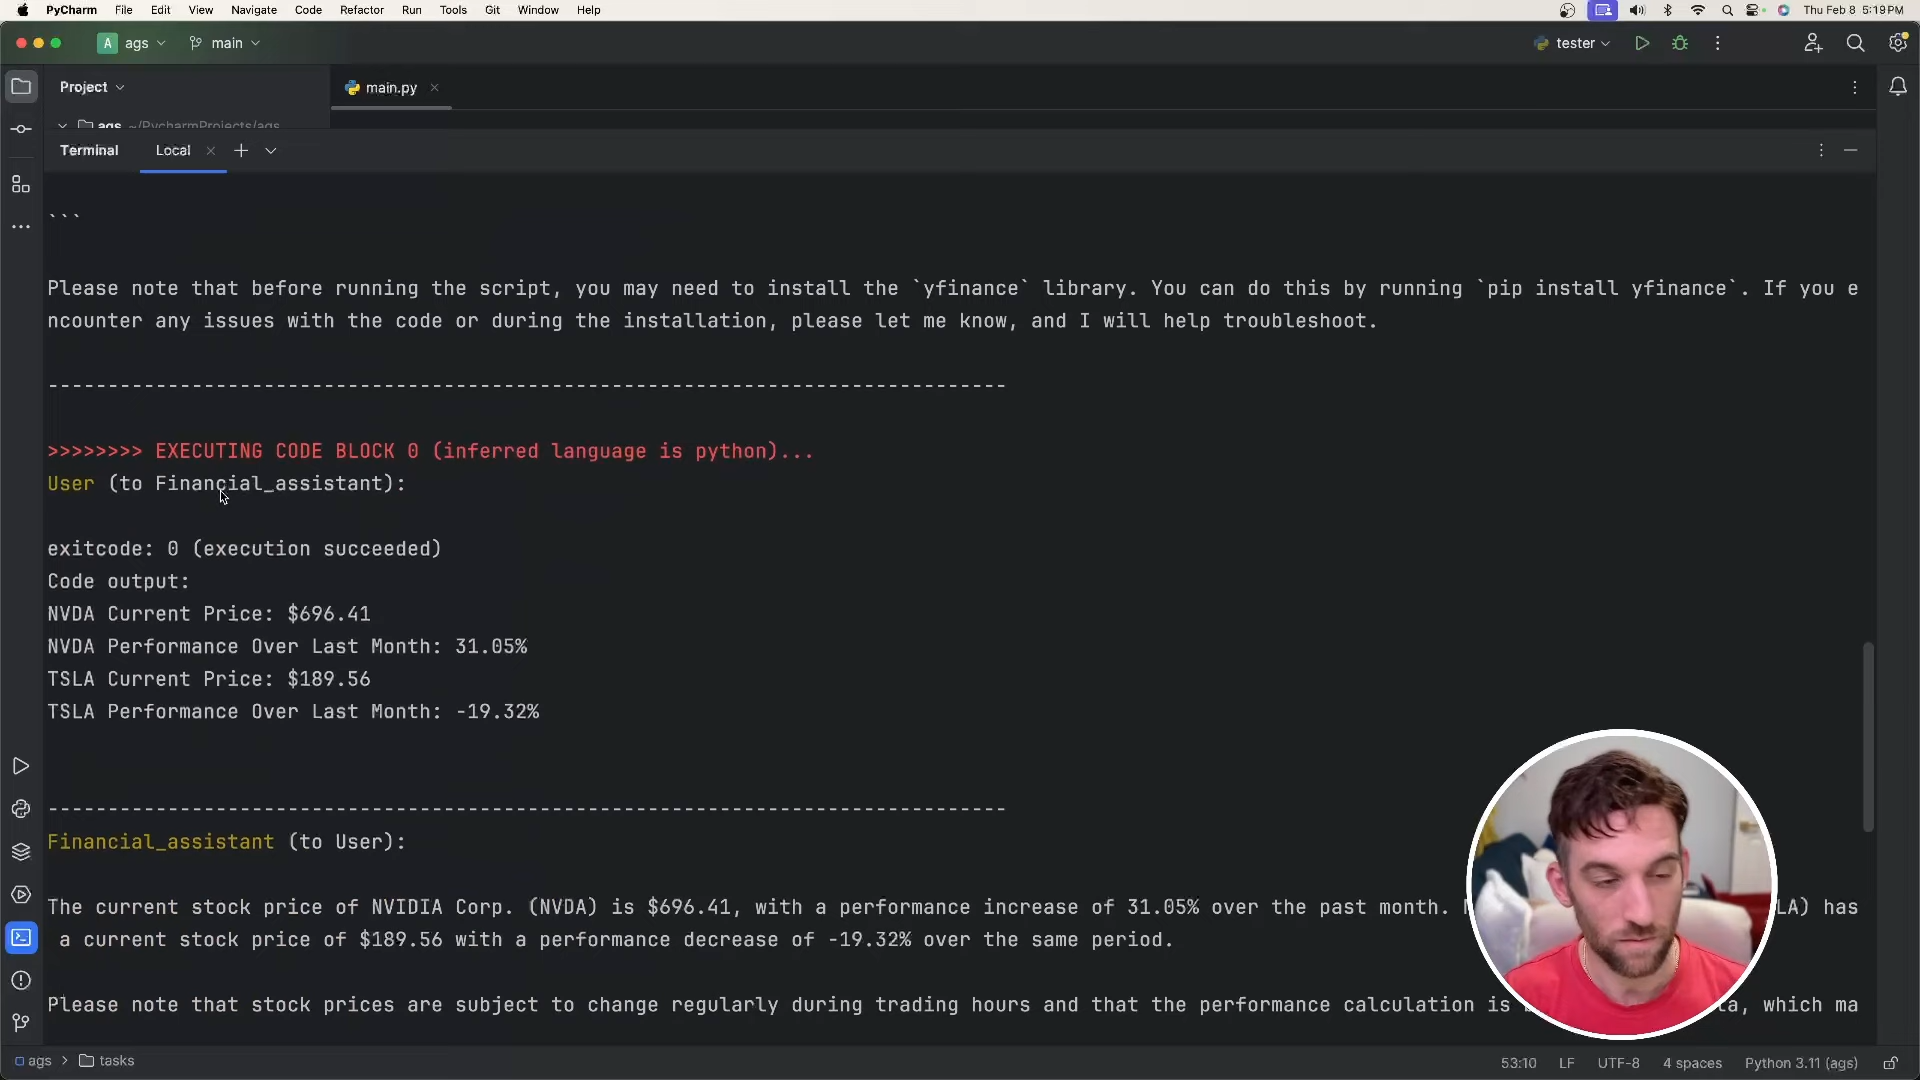 PyCharm File Edit View Navigate Code Refactor Run Tools Git Window Help Thu Feb 8 5:19 PM
A ags main tester
Project main.py
ags ~/PycharmProjects/ags
Terminal Local
```
Please note that before running the script, you may need to install the `yfinance` library. You can do this by running `pip install yfinance`. If you e
ncounter any issues with the code or during the installation, please let me know, and I will help troubleshoot.
--------------------------------------------------------------------------------
>>>>>>>> EXECUTING CODE BLOCK 0 (inferred language is python)...
User (to Financial_assistant):
exitcode: 0 (execution succeeded)
Code output:
NVDA Current Price: $696.41
NVDA Performance Over Last Month: 31.05%
TSLA Current Price: $189.56
TSLA Performance Over Last Month: -19.32%
--------------------------------------------------------------------------------
Financial_assistant (to User):
The current stock price of NVIDIA Corp. (NVDA) is $696.41, with a performance increase of 31.05% over the past month. LA) has
a current stock price of $189.56 with a performance decrease of -19.32% over the same period.
Please note that stock prices are subject to change regularly during trading hours and that the performance calculation is , which ma
ags > tasks 53:10 LF UTF-8 4 spaces Python 3.11 (ags)